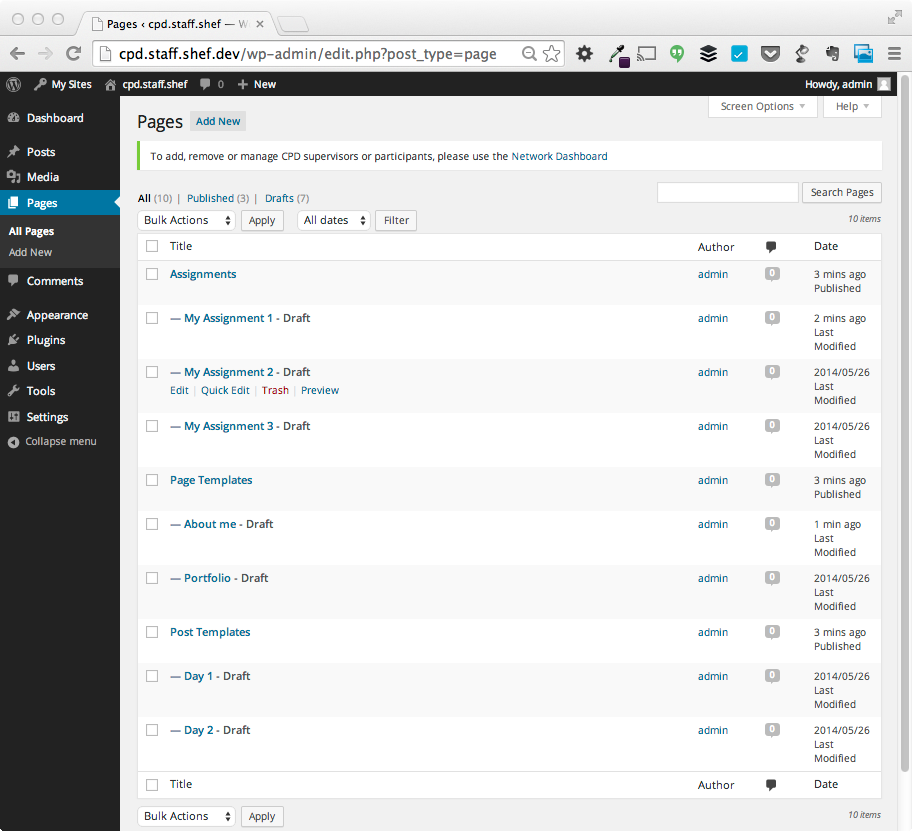 Pages ‹ cpd.staff.shef — W
cpd.staff.shef.dev/wp-admin/edit.php?post_type=page
My Sites cpd.staff.shef 0 New Howdy, admin
Screen Options Help
Dashboard
Posts
Media
Pages
All Pages
Add New
Comments
Appearance
Plugins
Users
Tools
Settings
Collapse menu
Pages Add New
To add, remove or manage CPD supervisors or participants, please use the Network Dashboard
All (10) | Published (3) | Drafts (7)
Search Pages
Bulk Actions Apply All dates Filter 10 items
Title Author Date
Assignments admin 0 3 mins ago
Published
— My Assignment 1 - Draft admin 0 2 mins ago
Last
Modified
— My Assignment 2 - Draft admin 0 2014/05/26
Edit | Quick Edit | Trash | Preview Last
Modified
— My Assignment 3 - Draft admin 0 2014/05/26
Last
Modified
Page Templates admin 0 3 mins ago
Published
— About me - Draft admin 0 1 min ago
Last
Modified
— Portfolio - Draft admin 0 2014/05/26
Last
Modified
Post Templates admin 0 3 mins ago
Published
— Day 1 - Draft admin 0 2014/05/26
Last
Modified
— Day 2 - Draft admin 0 2014/05/26
Last
Modified
Title Author Date
Bulk Actions Apply 10 items